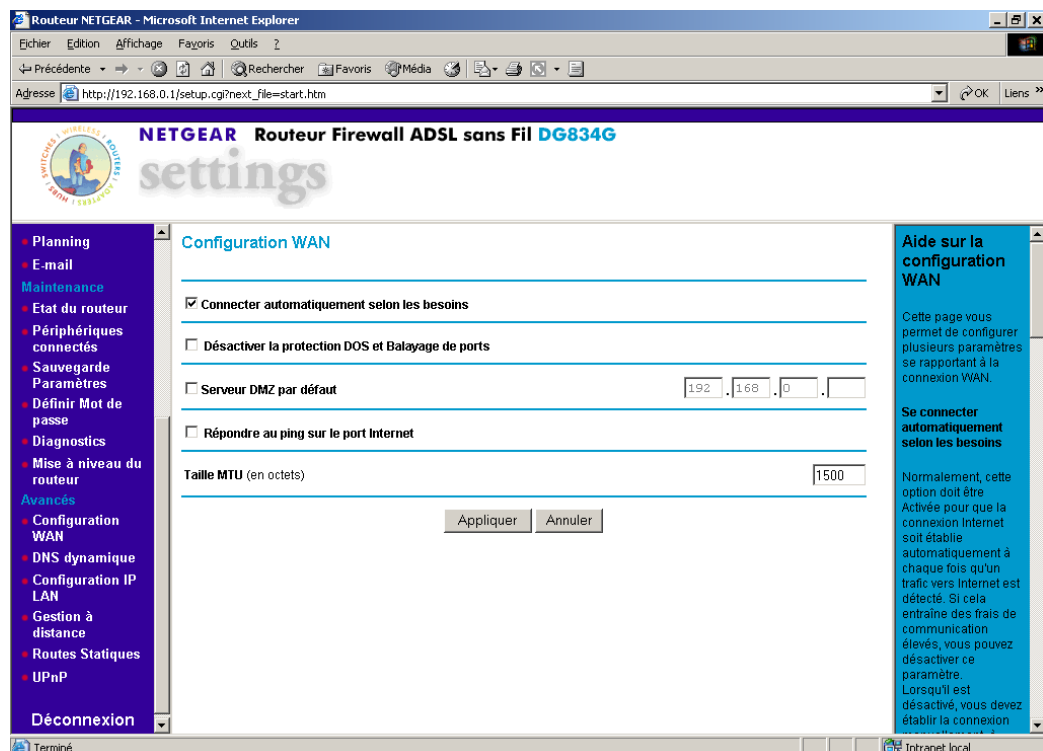 Routeur NETGEAR - Microsoft Internet Explorer
Fichier Edition Affichage Favoris Outils ?
Précédente Rechercher Favoris Média
Adresse http://192.168.0.1/setup.cgi?next_file=start.htm OK Liens »
SWITCHES | WIRELESS | ROUTERS | ADAPTERS | HUBS
NETGEAR Routeur Firewall ADSL sans Fil DG834G
settings
Planning
E-mail
Maintenance
Etat du routeur
Périphériques
connectés
Sauvegarde
Paramètres
Définir Mot de
passe
Diagnostics
Mise à niveau du
routeur
Avancés
Configuration
WAN
DNS dynamique
Configuration IP
LAN
Gestion à
distance
Routes Statiques
UPnP
Déconnexion
Configuration WAN
Connecter automatiquement selon les besoins
Désactiver la protection DOS et Balayage de ports
Serveur DMZ par défaut 192 . 168 . 0 .
Répondre au ping sur le port Internet
Taille MTU (en octets) 1500
Appliquer Annuler
Aide sur la
configuration
WAN
Cette page vous
permet de configurer
plusieurs paramètres
se rapportant à la
connexion WAN.
Se connecter
automatiquement
selon les besoins
Normalement, cette
option doit être
Activée pour que la
connexion Internet
soit établie
automatiquement à
chaque fois qu'un
trafic vers Internet est
détecté. Si cela
entraîne des frais de
communication
élevés, vous pouvez
désactiver ce
paramètre.
Lorsqu'il est
désactivé, vous devez
établir la connexion
Terminé Intranet local